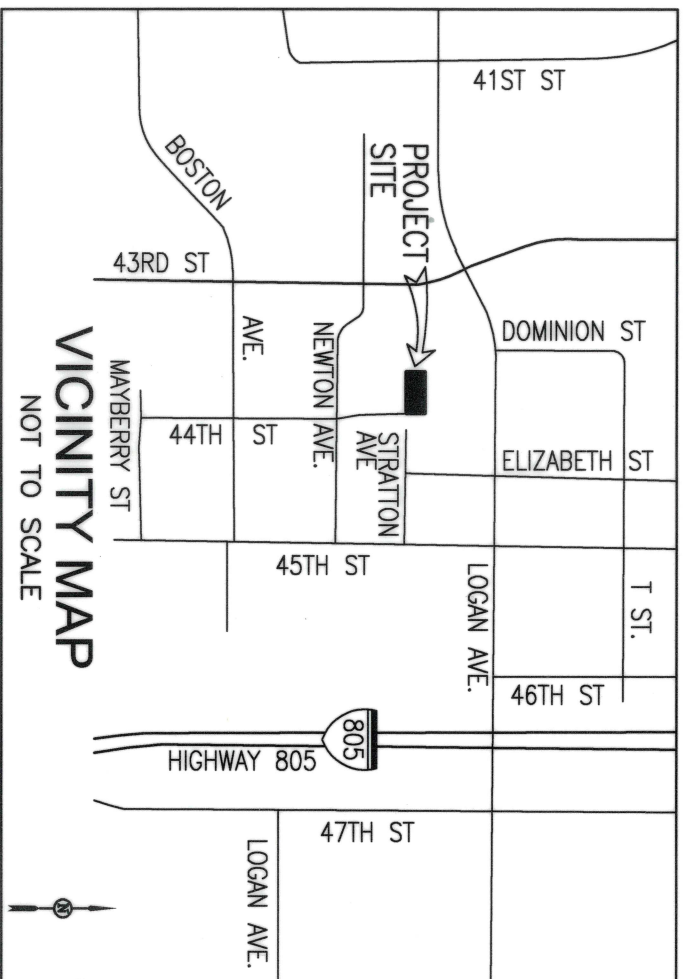 41ST ST
BOSTON
PROJECT
SITE
43RD ST
DOMINION ST
AVE.
NEWTON AVE.
MAYBERRY ST
44TH ST
STRATTON
AVE
ELIZABETH ST
45TH ST
LOGAN AVE.
T ST.
46TH ST
805
HIGHWAY 805
47TH ST
LOGAN AVE.
VICINITY MAP
NOT TO SCALE
N